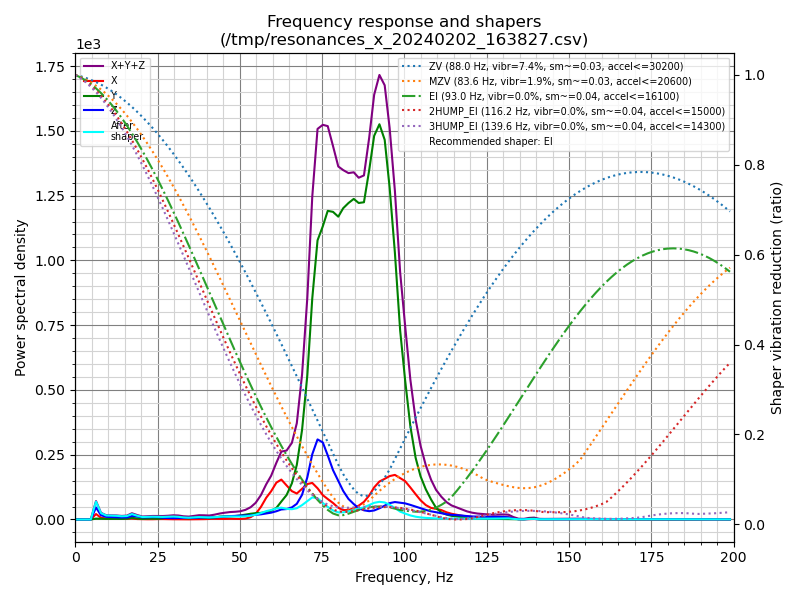 Frequency response and shapers
(/tmp/resonances_x_20240202_163827.csv)
1e3
X+Y+Z
X
Y
Z
After
shaper
ZV (88.0 Hz, vibr=7.4%, sm~=0.03, accel<=30200)
MZV (83.6 Hz, vibr=1.9%, sm~=0.03, accel<=20600)
EI (93.0 Hz, vibr=0.0%, sm~=0.04, accel<=16100)
2HUMP_EI (116.2 Hz, vibr=0.0%, sm~=0.04, accel<=15000)
3HUMP_EI (139.6 Hz, vibr=0.0%, sm~=0.04, accel<=14300)
Recommended shaper: EI
Power spectral density
1.75
1.50
1.25
1.00
0.75
0.50
0.25
0.00
1.0
0.8
0.6
0.4
0.2
0.0
Shaper vibration reduction (ratio)
0 25 50 75 100 125 150 175 200
Frequency, Hz